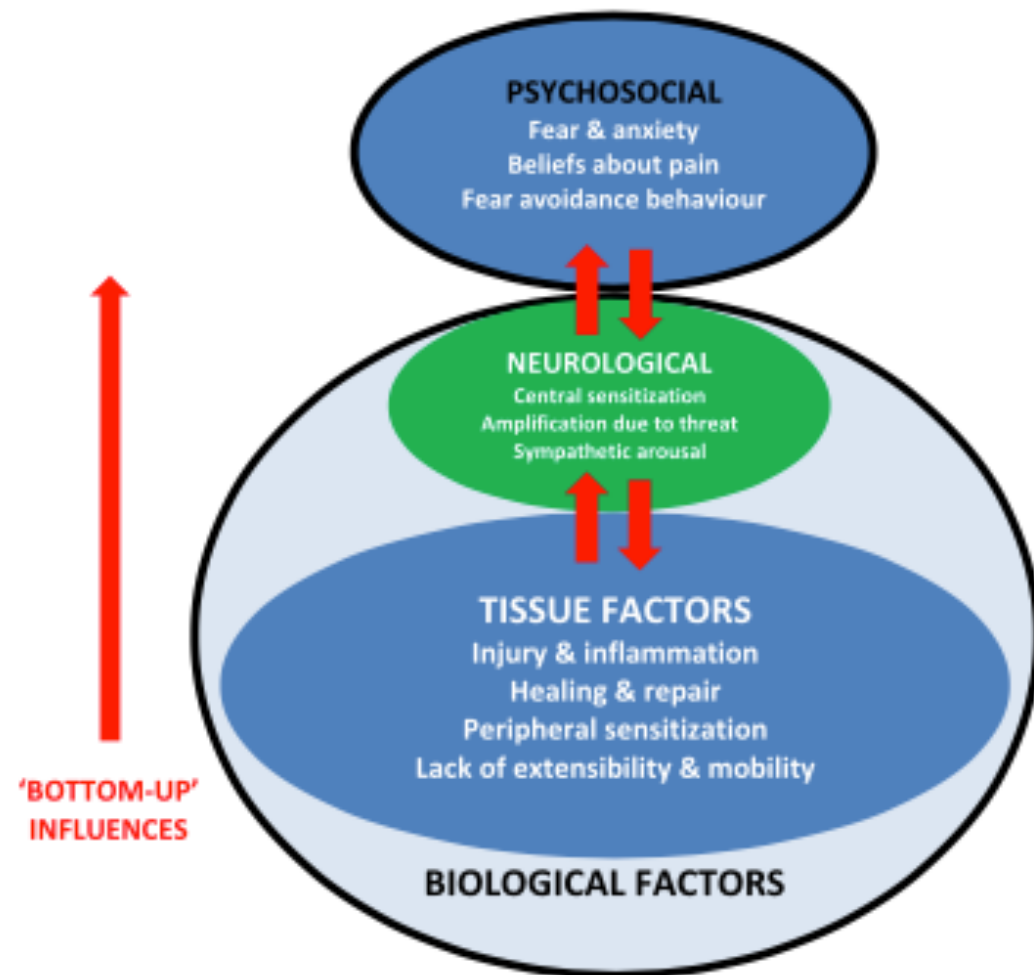 PSYCHOSOCIAL
Fear & anxiety
Beliefs about pain
Fear avoidance behaviour
NEUROLOGICAL
Central sensitization
Amplification due to threat
Sympathetic arousal
TISSUE FACTORS
Injury & inflammation
Healing & repair
Peripheral sensitization
Lack of extensibility & mobility
‘BOTTOM-UP’
INFLUENCES
BIOLOGICAL FACTORS